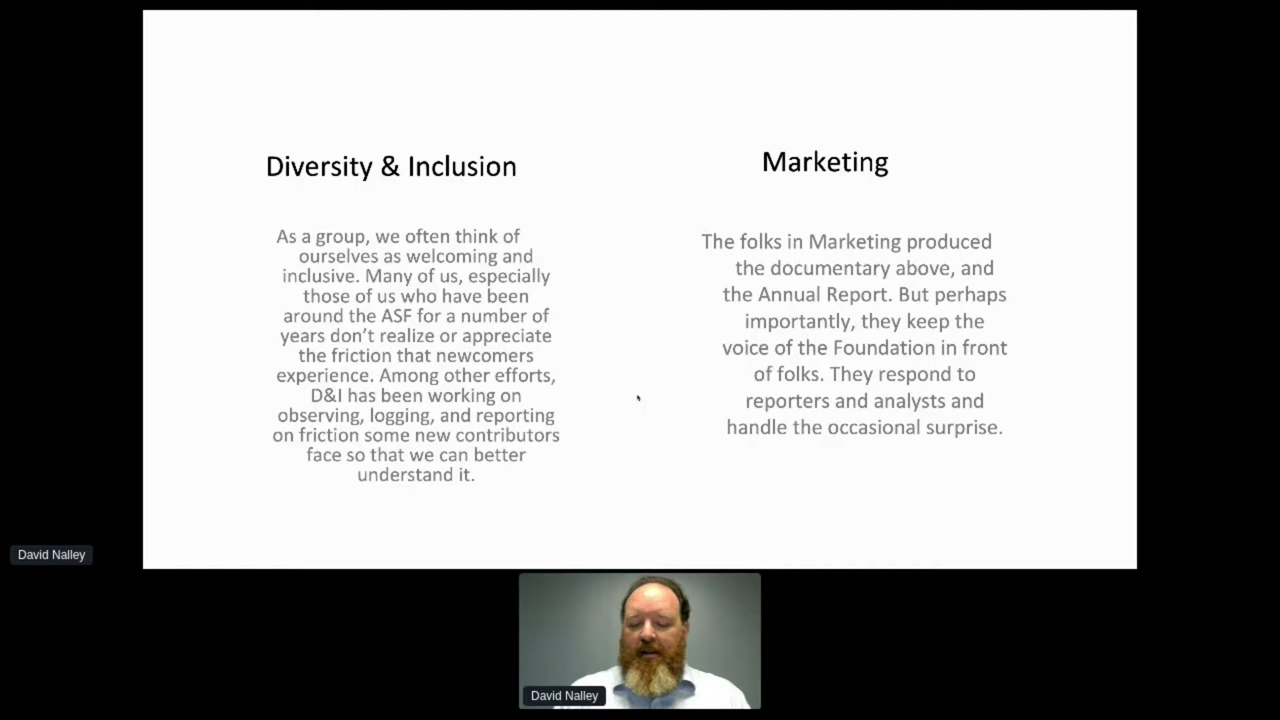 Diversity & Inclusion
As a group, we often think of
ourselves as welcoming and
inclusive. Many of us, especially
those of us who have been
around the ASF for a number of
years don't realize or appreciate
the friction that newcomers
experience. Among other efforts,
D&I has been working on
observing, logging, and reporting
on friction some new contributors
face so that we can better
understand it.
Marketing
The folks in Marketing produced
the documentary above, and
the Annual Report. But perhaps
importantly, they keep the
voice of the Foundation in front
of folks. They respond to
reporters and analysts and
handle the occasional surprise.
David Nalley
David Nalley